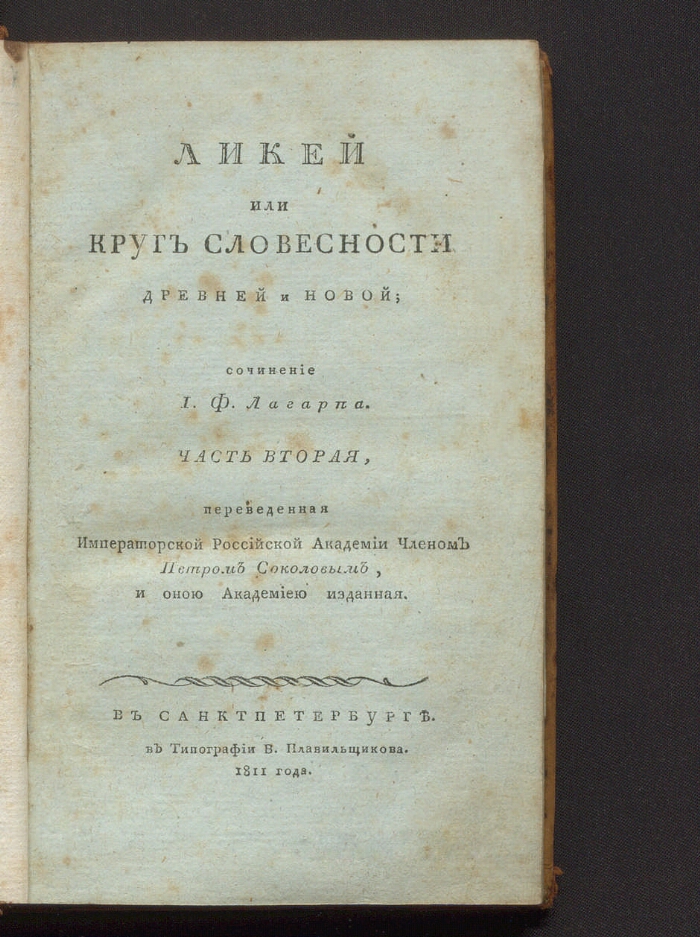 ЛИКЕЙ
ИЛИ
КРУГЪ СЛОВЕСНОСТИ
ДРЕВНЕЙ и НОВОЙ;
сочиненіе
І. Ф. Лагарпа.
ЧАСТЬ ВТОРАЯ,
переведенная
Императорской Россійской Академіи Членомъ
Петромъ Соколовымъ,
и оною Академіею изданная.
ВЪ САНКТПЕТЕРБУРГѢ.
въ Типографіи В. Плавильщикова.
1811 года.